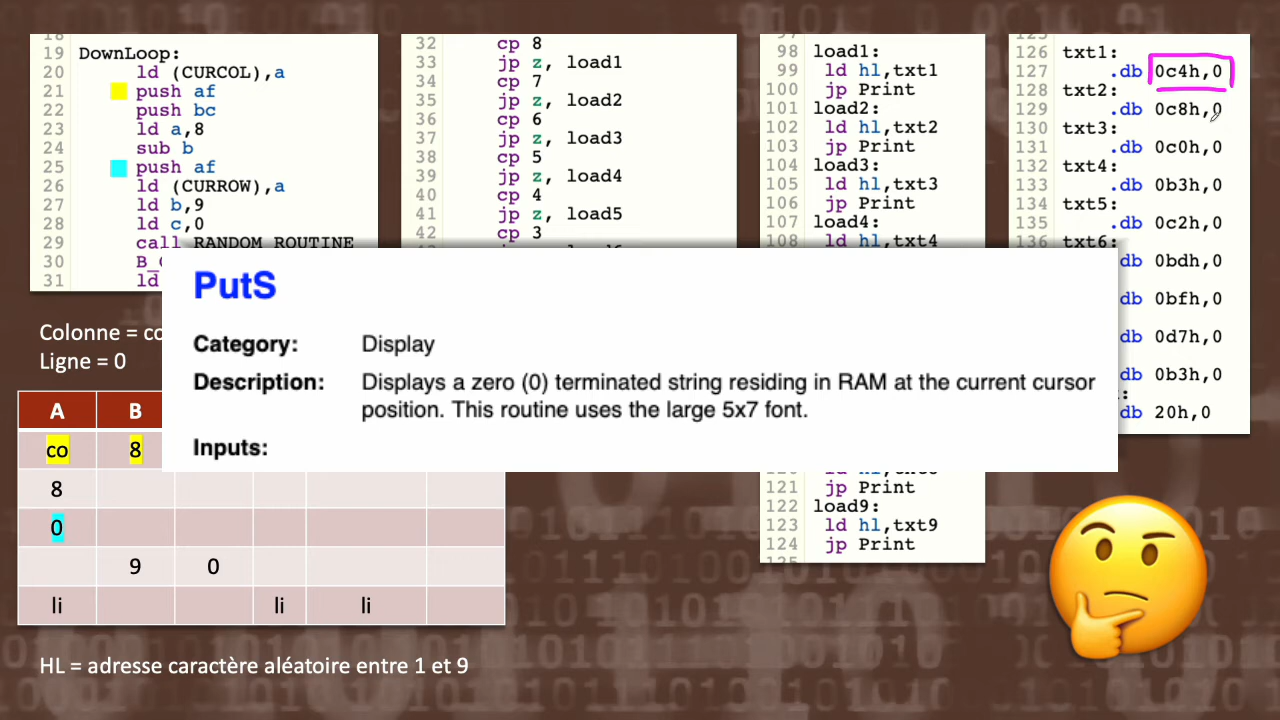 18
19 DownLoop:
20 ld (CURCOL),a
21 push af
22 push bc
23 ld a,8
24 sub b
25 push af
26 ld (CURROW),a
27 ld b,9
28 ld c,0
29 call RANDOM_ROUTINE
30
31 ld
32 cp 8
33 jp z, load1
34 cp 7
35 jp z, load2
36 cp 6
37 jp z, load3
38 cp 5
39 jp z, load4
40 cp 4
41 jp z, load5
42 cp 3
98 load1:
99 ld hl,txt1
100 jp Print
101 load2:
102 ld hl,txt2
103 jp Print
104 load3:
105 ld hl,txt3
106 jp Print
107 load4:
108 ld hl,txt4
121 jp Print
122 load9:
123 ld hl,txt9
124 jp Print
125
126 txt1:
127 .db 0c4h,0
128 txt2:
129 .db 0c8h,0
130 txt3:
131 .db 0c0h,0
132 txt4:
133 .db 0b3h,0
134 txt5:
135 .db 0c2h,0
136 txt6:
db 0bdh,0
db 0bfh,0
db 0d7h,0
db 0b3h,0
db 20h,0
PutS
Category: Display
Description: Displays a zero (0) terminated string residing in RAM at the current cursor
position. This routine uses the large 5x7 font.
Inputs:
Colonne = co
Ligne = 0
A B
co 8
8
0
9 0
li li li
HL = adresse caractère aléatoire entre 1 et 9